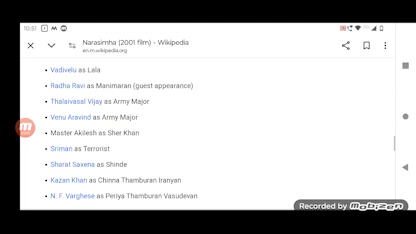 10:57
Narasimha (2001 film) - Wikipedia
en.m.wikipedia.org
• Vadivelu as Lala
• Radha Ravi as Manimaran (guest appearance)
• Thalaivasal Vijay as Army Major
• Venu Aravind as Army Major
• Master Akilesh as Sher Khan
• Sriman as Terrorist
• Sharat Saxena as Shinde
• Kazan Khan as Chinna Thamburan Iranyan
• N. F. Varghese as Periya Thamburan Vasudevan
Recorded by Mobizen